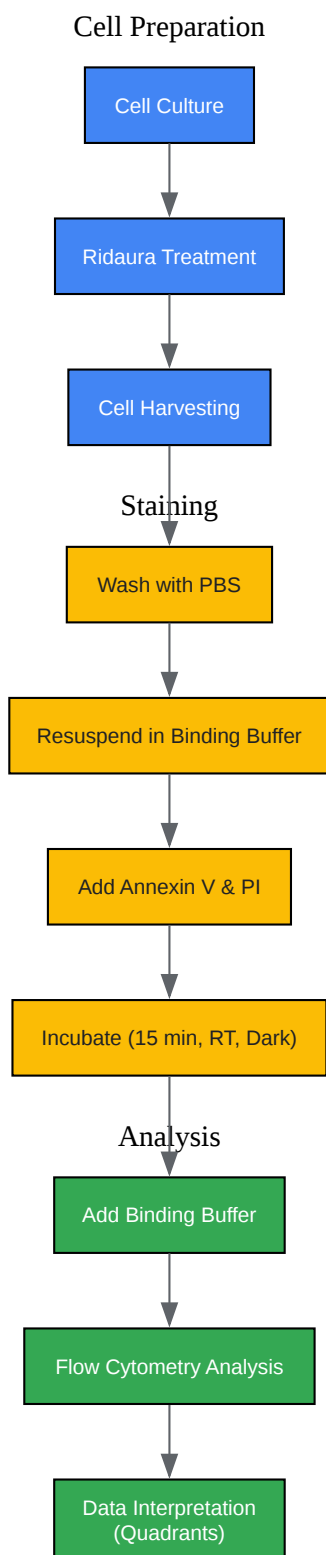 Cell Preparation
Cell Culture
Ridaura Treatment
Cell Harvesting
Staining
Wash with PBS
Resuspend in Binding Buffer
Add Annexin V & PI
Incubate (15 min, RT, Dark)
Analysis
Add Binding Buffer
Flow Cytometry Analysis
Data Interpretation
(Quadrants)